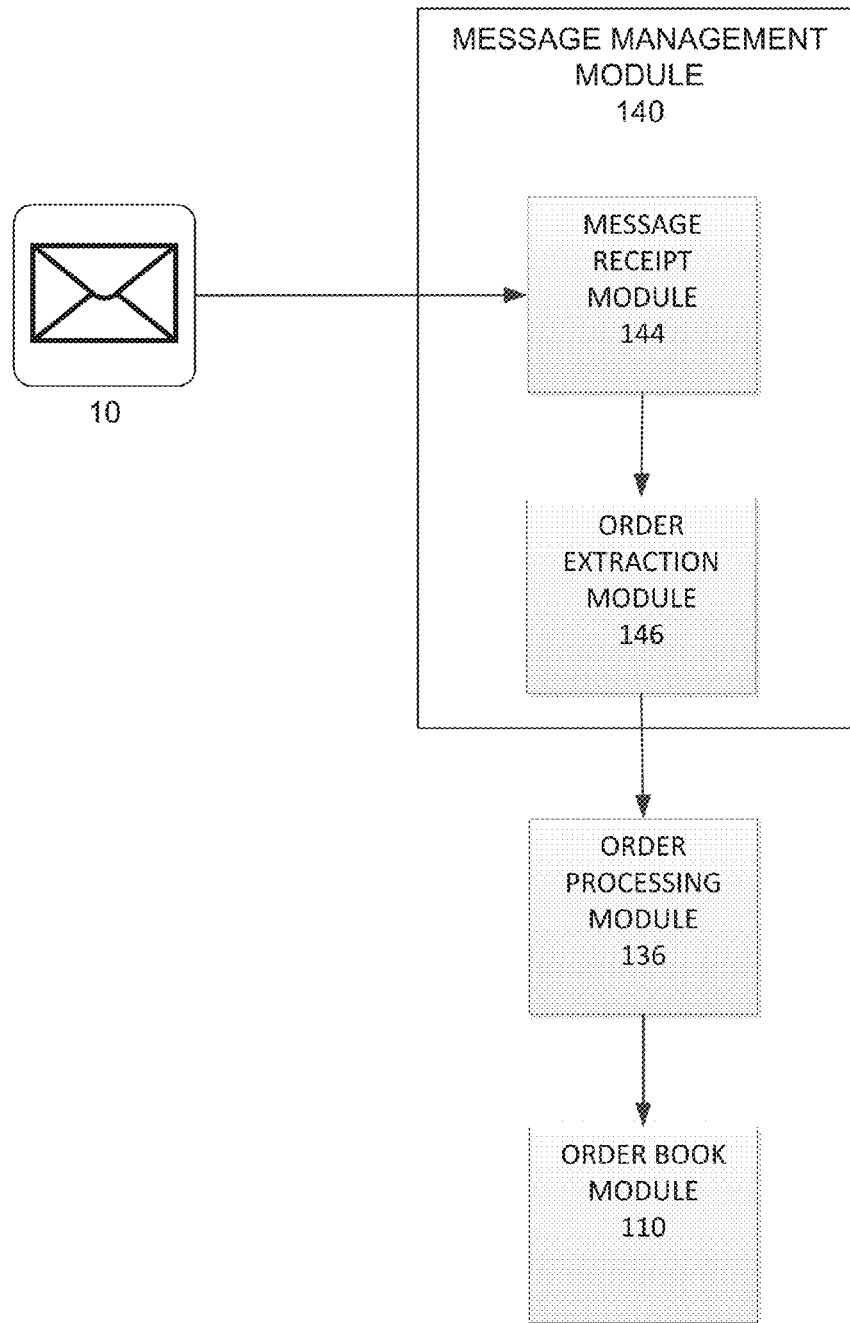 MESSAGE MANAGEMENT
MODULE
140
MESSAGE
RECEIPT
MODULE
144
10
ORDER
EXTRACTION
MODULE
146
ORDER
PROCESSING
MODULE
136
ORDER BOOK
MODULE
110